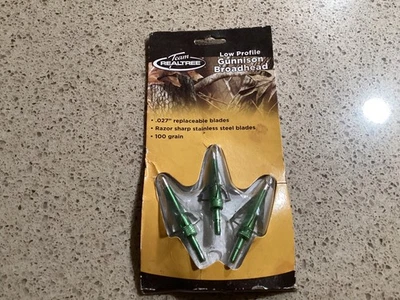 Team
REALTREE
Low Profile
Gunnison
Broadhead
• .027" replaceable blades
• Razor sharp stainless steel blades
• 100 grain